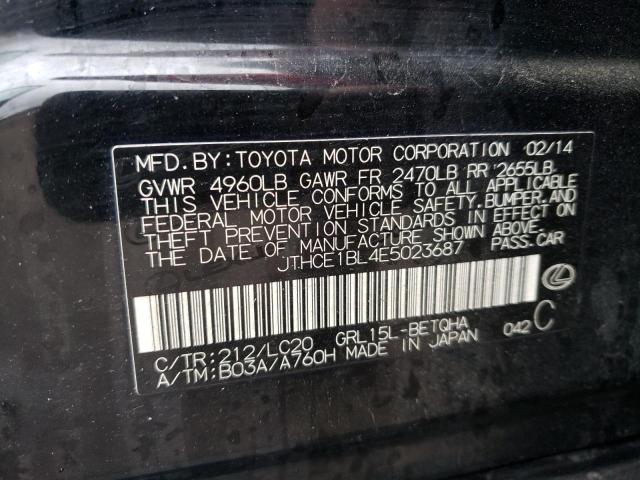 MFD. BY: TOYOTA MOTOR CORPORATION 02/14
GVWR 4960LB GAWR FR 2470LB RR 2655LB
THIS VEHICLE CONFORMS TO ALL APPLICABLE
FEDERAL MOTOR VEHICLE SAFETY, BUMPER, AND
THEFT PREVENTION STANDARDS IN EFFECT ON
THE DATE OF MANUFACTURE SHOWN ABOVE.
JTHCE1BL4E5023687 PASS. CAR
C/TR: 212/LC20 GRL15L-BETQHA 042 C
A/TM: B03A/A760H MADE IN JAPAN